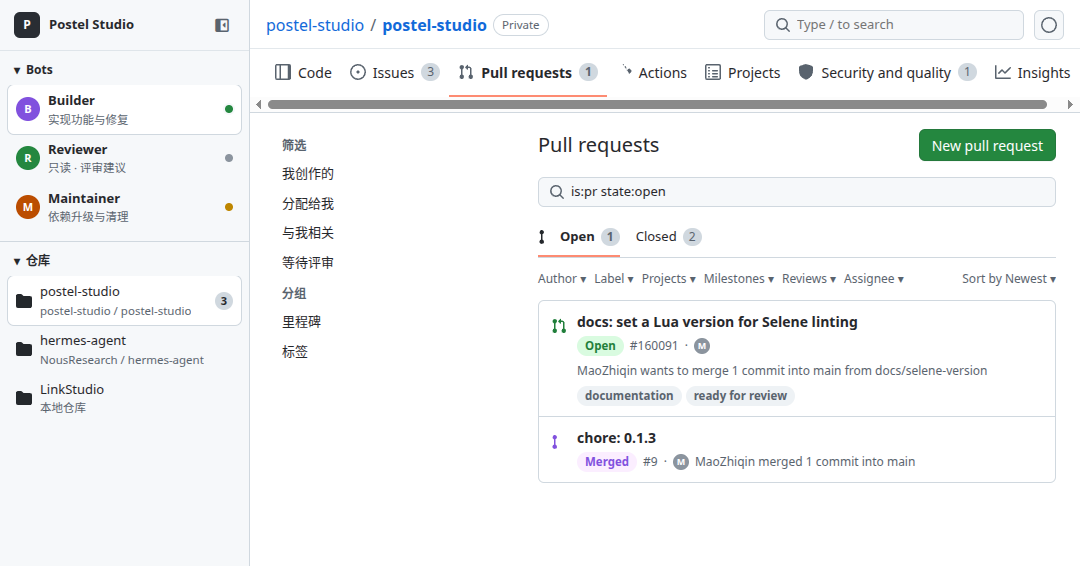 P Postel Studio
Bots
B Builder
实现功能与修复
R Reviewer
只读 · 评审建议
M Maintainer
依赖升级与清理
仓库
postel-studio
postel-studio / postel-studio
3
hermes-agent
NousResearch / hermes-agent
LinkStudio
本地仓库
postel-studio / postel-studio Private
Type / to search
Code Issues 3 Pull requests 1 Actions Projects Security and quality 1 Insights
筛选
我创作的
分配给我
与我相关
等待评审
分组
里程碑
标签
Pull requests
New pull request
is:pr state:open
Open 1 Closed 2
Author Label Projects Milestones Reviews Assignee Sort by Newest
docs: set a Lua version for Selene linting
Open #160091 · M
MaoZhiqin wants to merge 1 commit into main from docs/selene-version
documentation ready for review
chore: 0.1.3
Merged #9 · M MaoZhiqin merged 1 commit into main